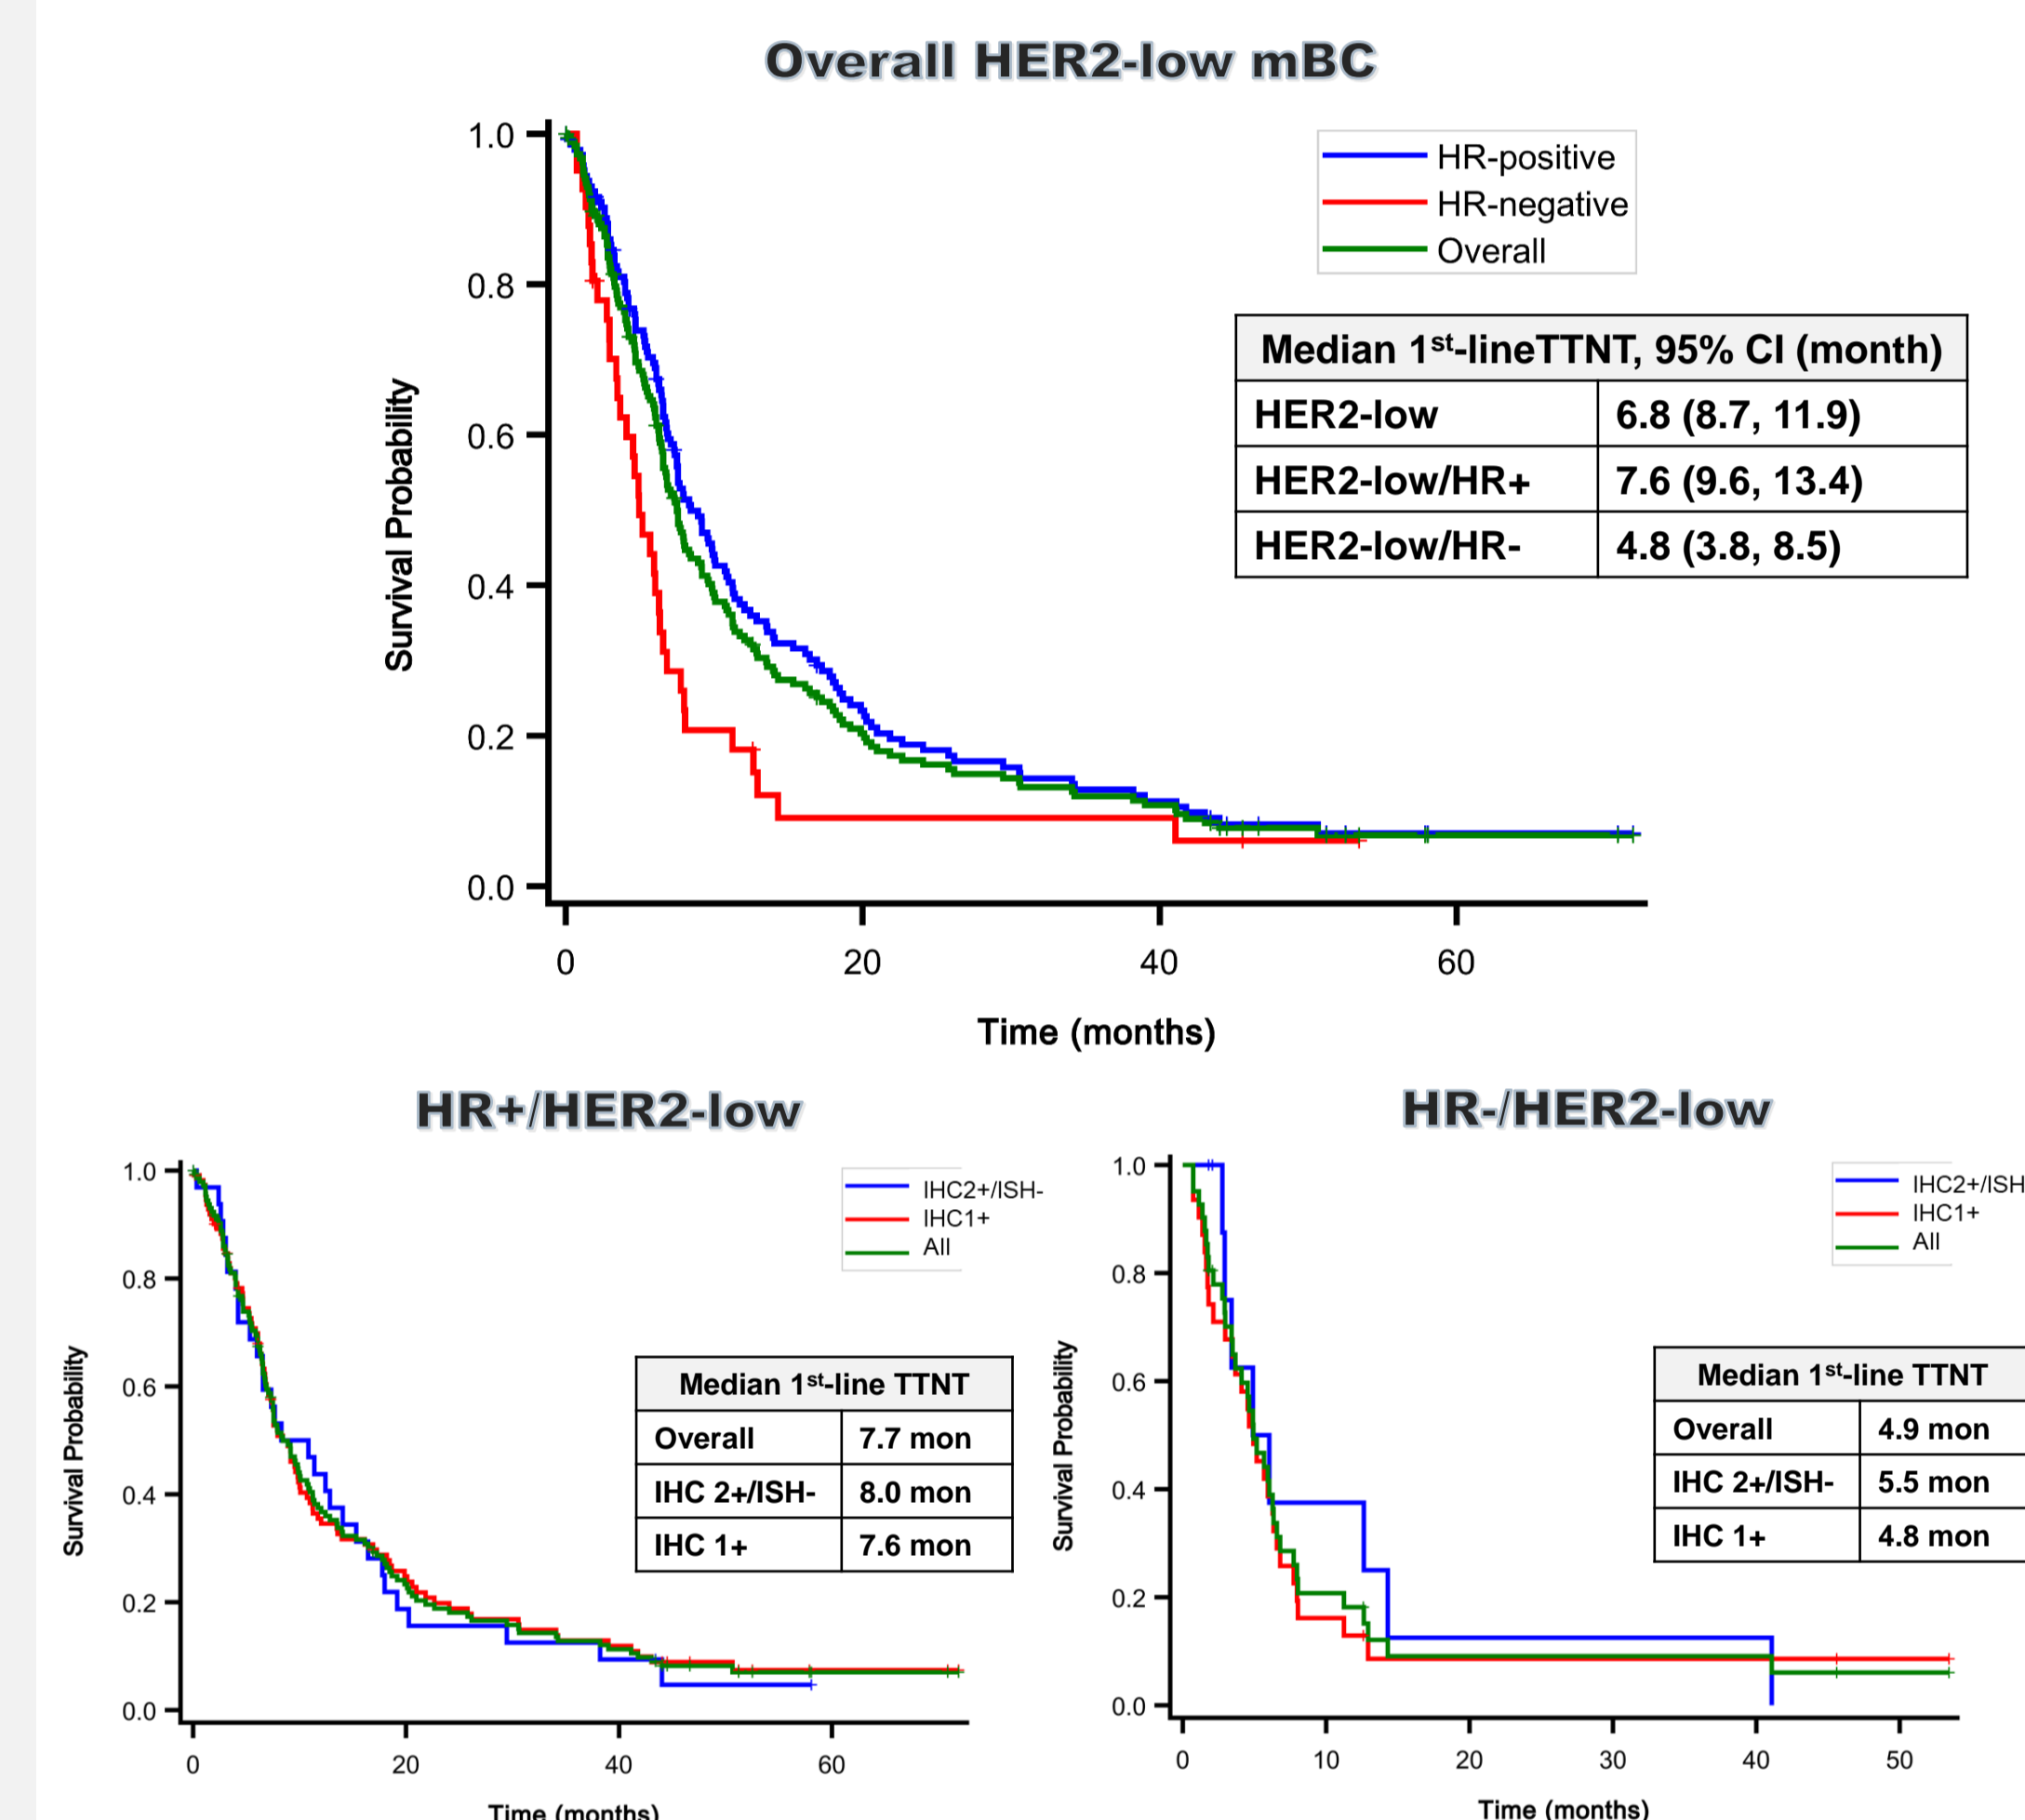 Overall HER2-low mBC
1.0
0.8
0.6
0.4
0.2
0.0
Survival Probability
0
20
40
60
Time (months)
HR-positive
HR-negative
Overall
Median 1st-lineTTNT, 95% CI (month)
HER2-low 6.8 (8.7, 11.9)
HER2-low/HR+ 7.6 (9.6, 13.4)
HER2-low/HR- 4.8 (3.8, 8.5)
HR+/HER2-low
1.0
0.8
0.6
0.4
0.2
0.0
Survival Probability
0
20
40
60
Time (months)
IHC2+/ISH-
IHC1+
All
Median 1st-line TTNT
Overall 7.7 mon
IHC 2+/ISH- 8.0 mon
IHC 1+ 7.6 mon
HR-/HER2-low
1.0
0.8
0.6
0.4
0.2
0.0
Survival Probability
0
10
20
30
40
50
Time (months)
IHC2+/ISH
IHC1+
All
Median 1st-line TTNT
Overall 4.9 mon
IHC 2+/ISH- 5.5 mon
IHC 1+ 4.8 mon